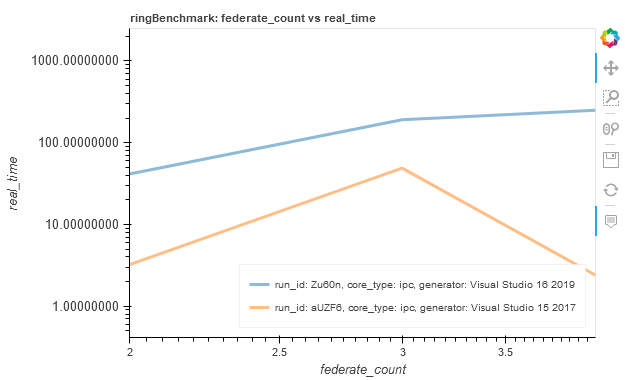 ringBenchmark: federate_count vs real_time
1000.00000000
100.00000000
10.00000000
1.00000000
real_time
run_id: Zu60n, core_type: ipc, generator: Visual Studio 16 2019
run_id: aUZF6, core_type: ipc, generator: Visual Studio 15 2017
2
2.5
3
3.5
federate_count